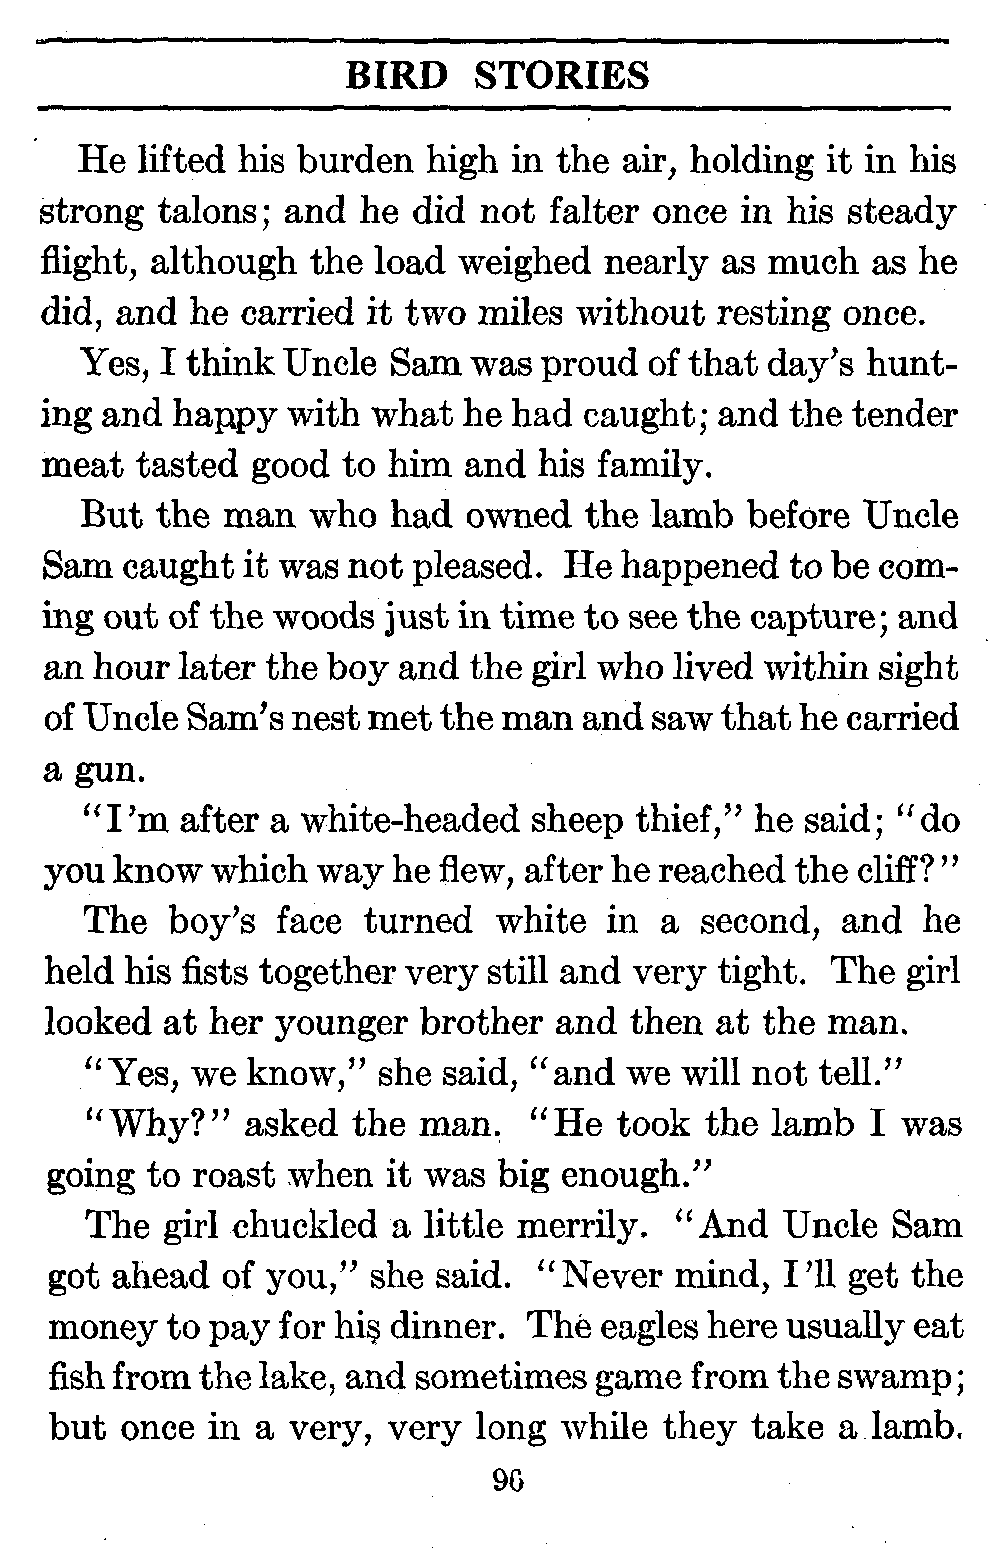 BIRD STORIES
He lifted his burden high in the air, holding it in his
strong talons; and he did not falter once in his steady
flight, although the load weighed nearly as much as he
did, and he carried it two miles without resting once.
Yes, I think Uncle Sam was proud of that day's hunt-
ing and happy with what he had caught; and the tender
meat tasted good to him and his family.
But the man who had owned the lamb before Uncle
Sam caught it was not pleased. He happened to be com-
ing out of the woods just in time to see the capture; and
an hour later the boy and the girl who lived within sight
of Uncle Sam's nest met the man and saw that he carried
a gun.
"I'm after a white-headed sheep thief," he said; "do
you know which way he flew, after he reached the cliff?"
The boy's face turned white in a second, and he
held his fists together very still and very tight. The girl
looked at her younger brother and then at the man.
"Yes, we know," she said, "and we will not tell."
"Why?" asked the man. "He took the lamb I was
going to roast when it was big enough."
The girl chuckled a little merrily. "And Uncle Sam
got ahead of you," she said. "Never mind, I'll get the
money to pay for his dinner. The eagles here usually eat
fish from the lake, and sometimes game from the swamp;
but once in a very, very long while they take a lamb.
96